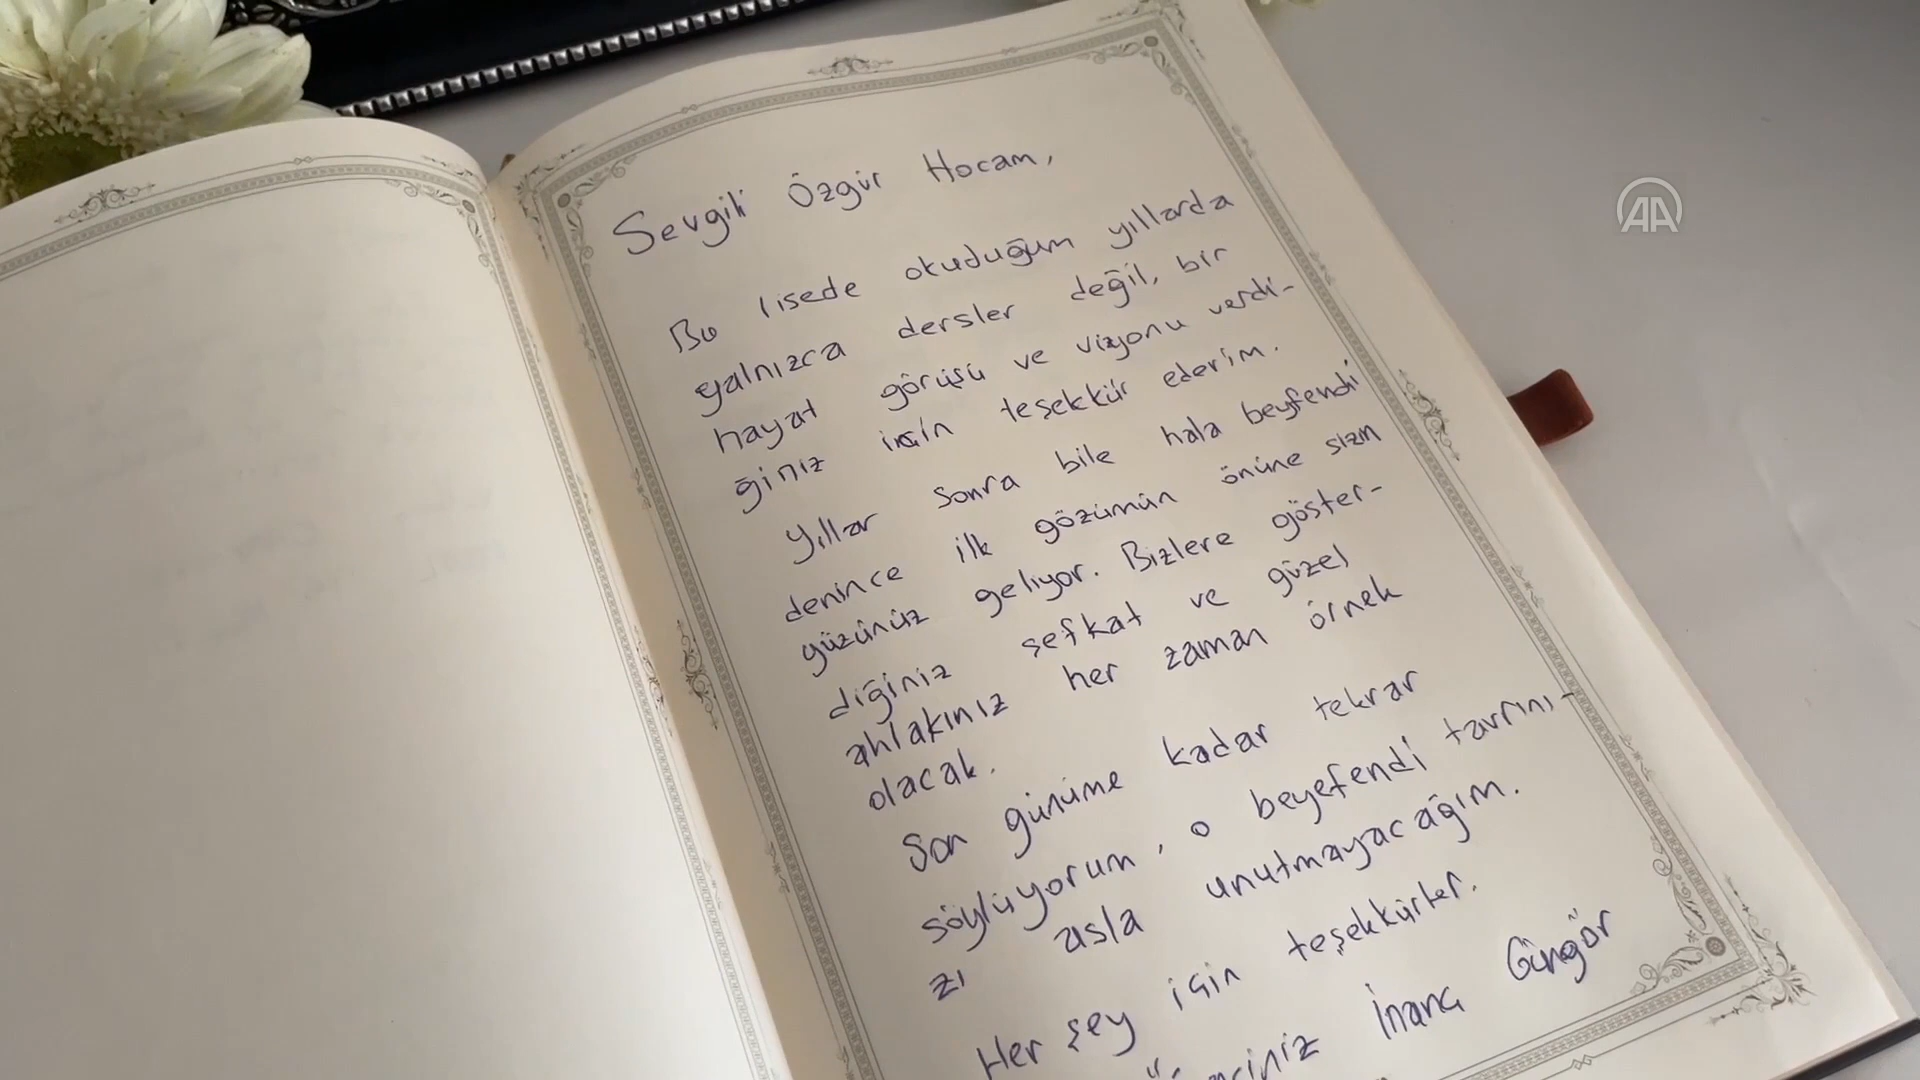 Sevgili Özgür Hocam,
Bu lisede okuduğum yıllarda
yalnızca dersler değil, bir
hayat görüşü ve vizyonu verdi-
ğiniz için teşekkür ederim.
Yıllar sonra bile hala beyfendi
denince ilk gözümün önüne sizin
yüzünüz geliyor. Bizlere göster-
diğiniz şefkat ve güzel
ahlakınız her zaman örnek
olacak.
Son günüme kadar tekrar
söylüyorum, o beyefendi tavrını-
zı asla unutmayacağım.
Her şey için teşekkürler.
İnanç Güngör
AA